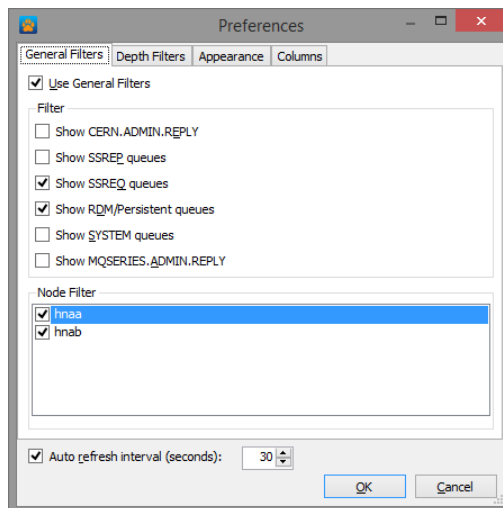 Preferences
General Filters Depth Filters Appearance Columns
Use General Filters
Filter
Show CERN.ADMIN.REPLY
Show SSREP queues
Show SSREQ queues
Show RDM/Persistent queues
Show SYSTEM queues
Show MQSERIES.ADMIN.REPLY
Node Filter
hnaa
hnab
Auto refresh interval (seconds): 30
OK Cancel